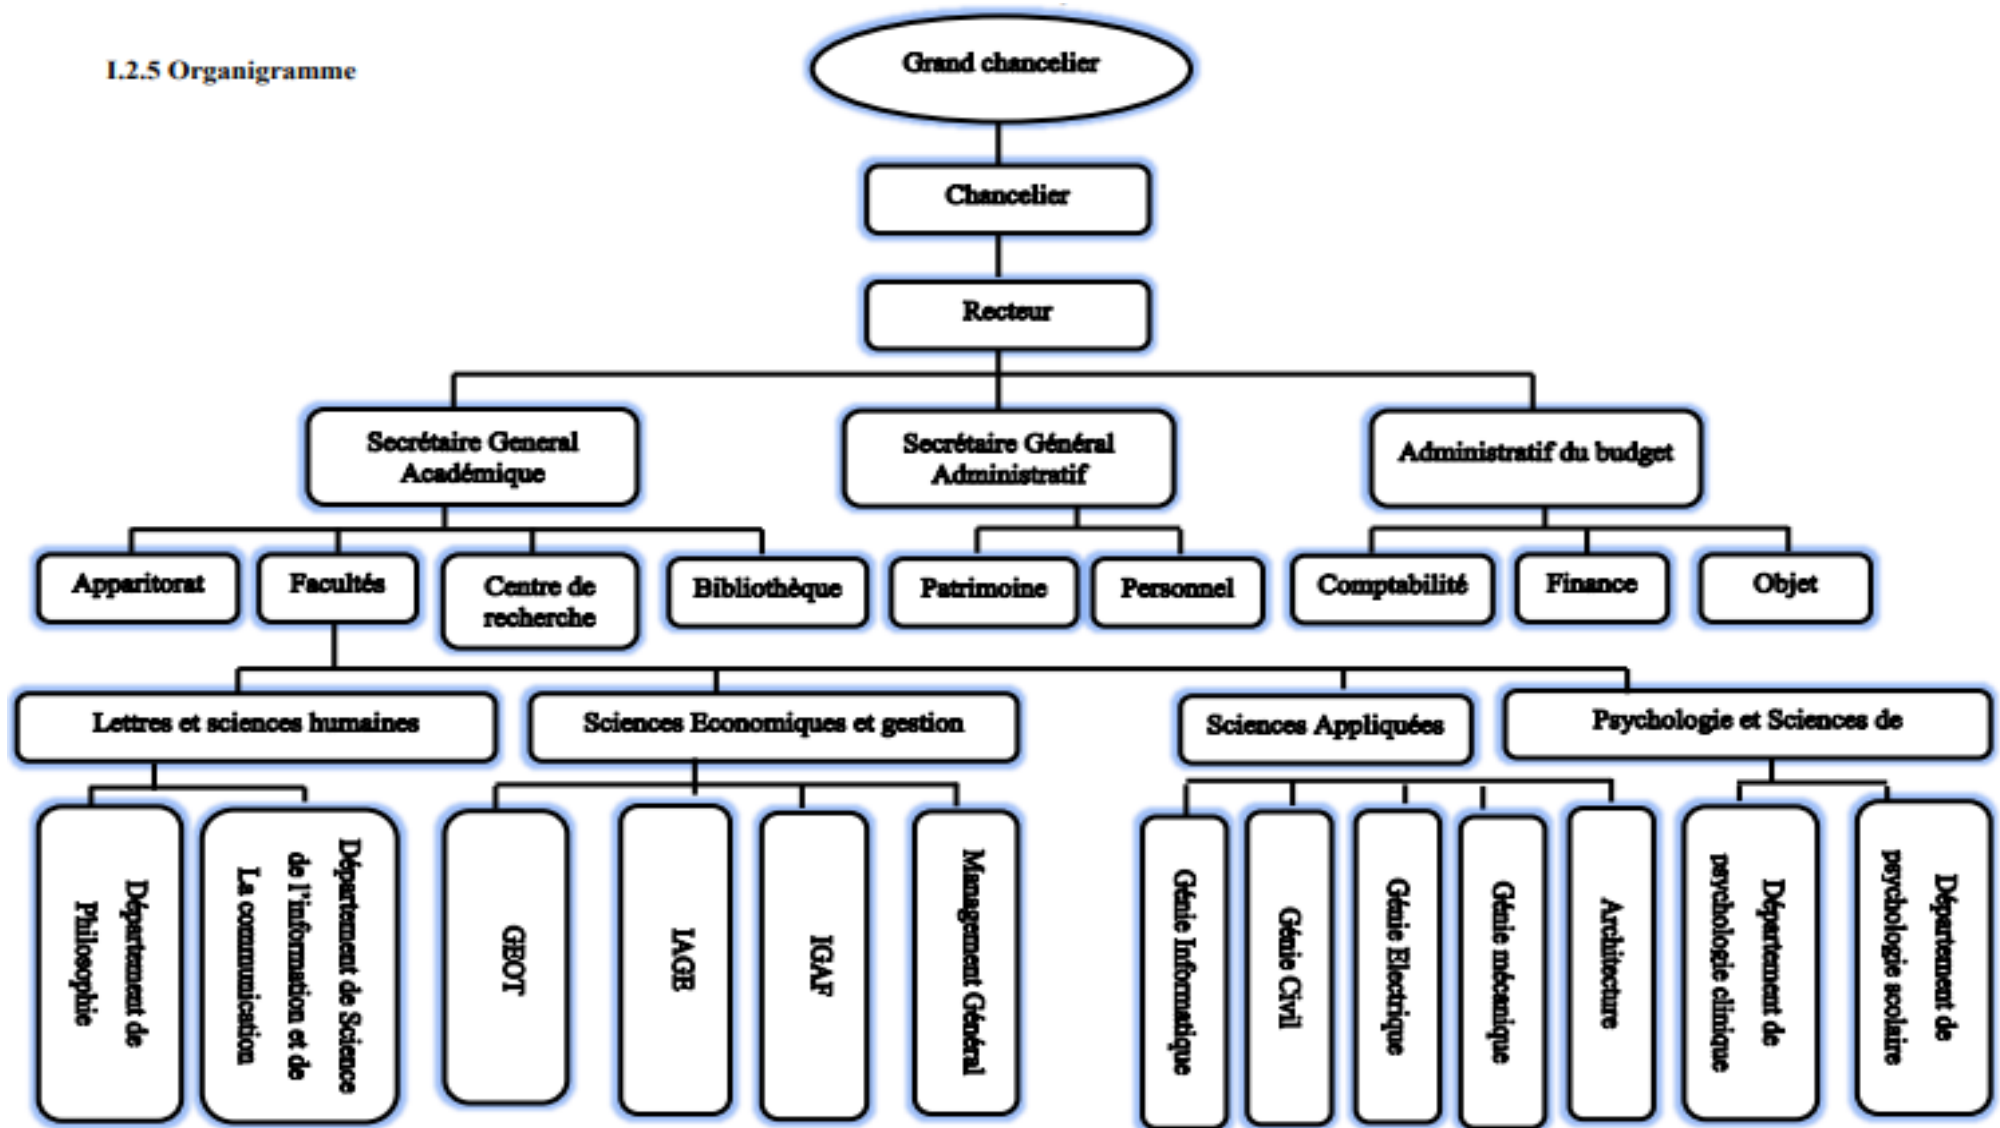 I.2.5 Organigramme
Grand chancelier
Chancelier
Recteur
Secrétaire General
Académique
Secrétaire Général
Administratif
Administratif du budget
Apparitorat
Facultés
Centre de
recherche
Bibliothèque
Patrimoine
Personnel
Comptabilité
Finance
Objet
Lettres et sciences humaines
Sciences Economiques et gestion
Sciences Appliquées
Psychologie et Sciences de
Département de
Philosophie
Département de Science
de l'information et de
La communication
GEOT
IAGE
IGAF
Management Général
Génie Informatique
Génie Civil
Génie Electrique
Génie mécanique
Architecture
Département de
psychologie clinique
Département de
psychologie scolaire